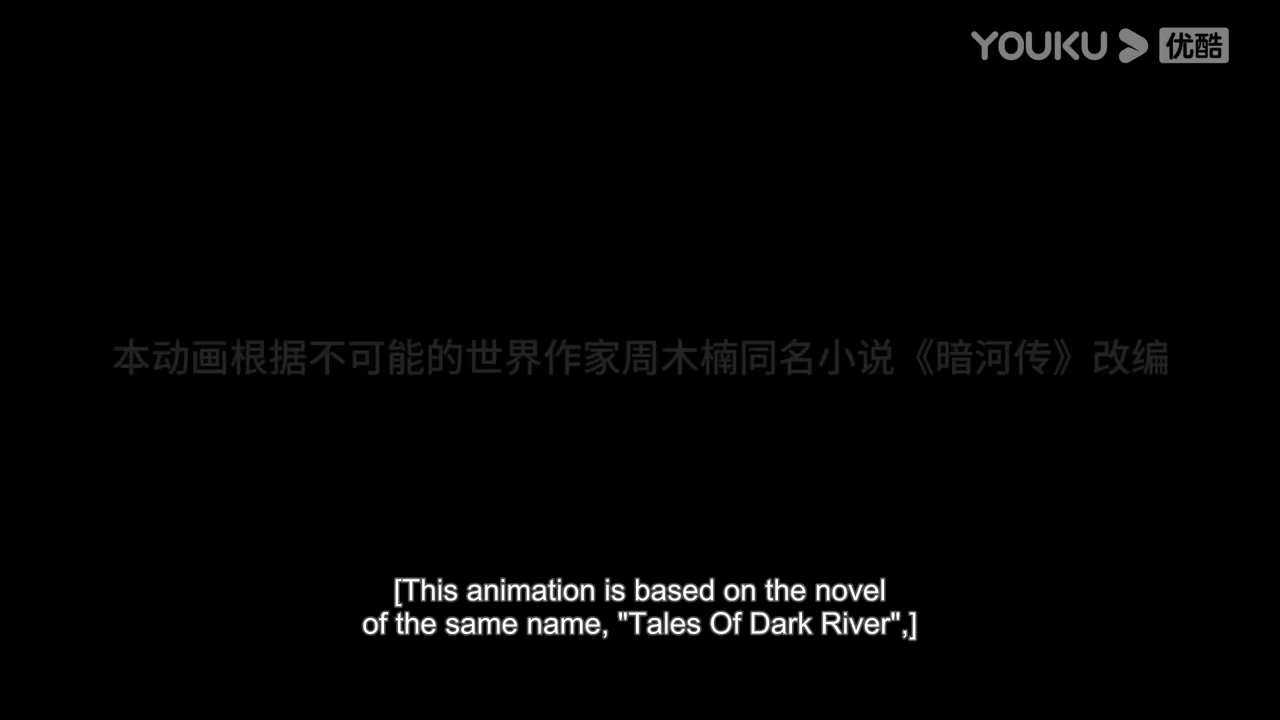 YOUKU 优酷
本动画根据不可能的世界作家周木楠同名小说《暗河传》改编
[This animation is based on the novel
of the same name, "Tales Of Dark River",]